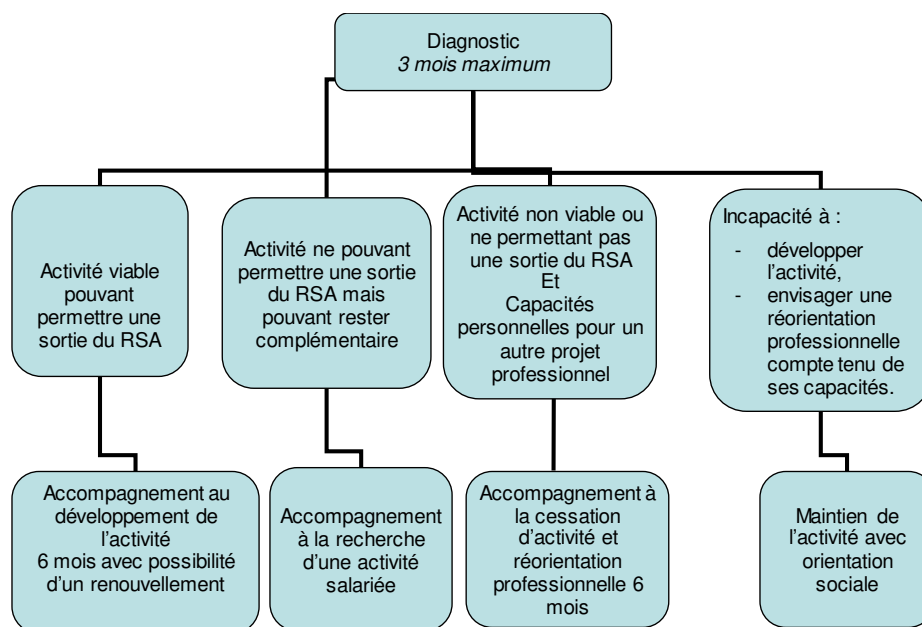 Diagnostic
3 mois maximum
Activité viable
pouvant
permettre une
sortie du RSA
Activité ne pouvant
permettre une sortie
du RSA mais
pouvant rester
complémentaire
Activité non viable ou
ne permettant pas
une sortie du RSA
Et
Capacités
personnelles pour un
autre projet
professionnel
Incapacité à :
- développer
l’activité,
- envisager une
réorientation
professionnelle
compte tenu de
ses capacités.
Accompagnement au
développement de
l’activité
6 mois avec possibilité
d’un renouvellement
Accompagnement
à la recherche
d’une activité
salariée
Accompagnement à
la cessation
d’activité et
réorientation
professionnelle 6
mois
Maintien de
l’activité avec
orientation
sociale